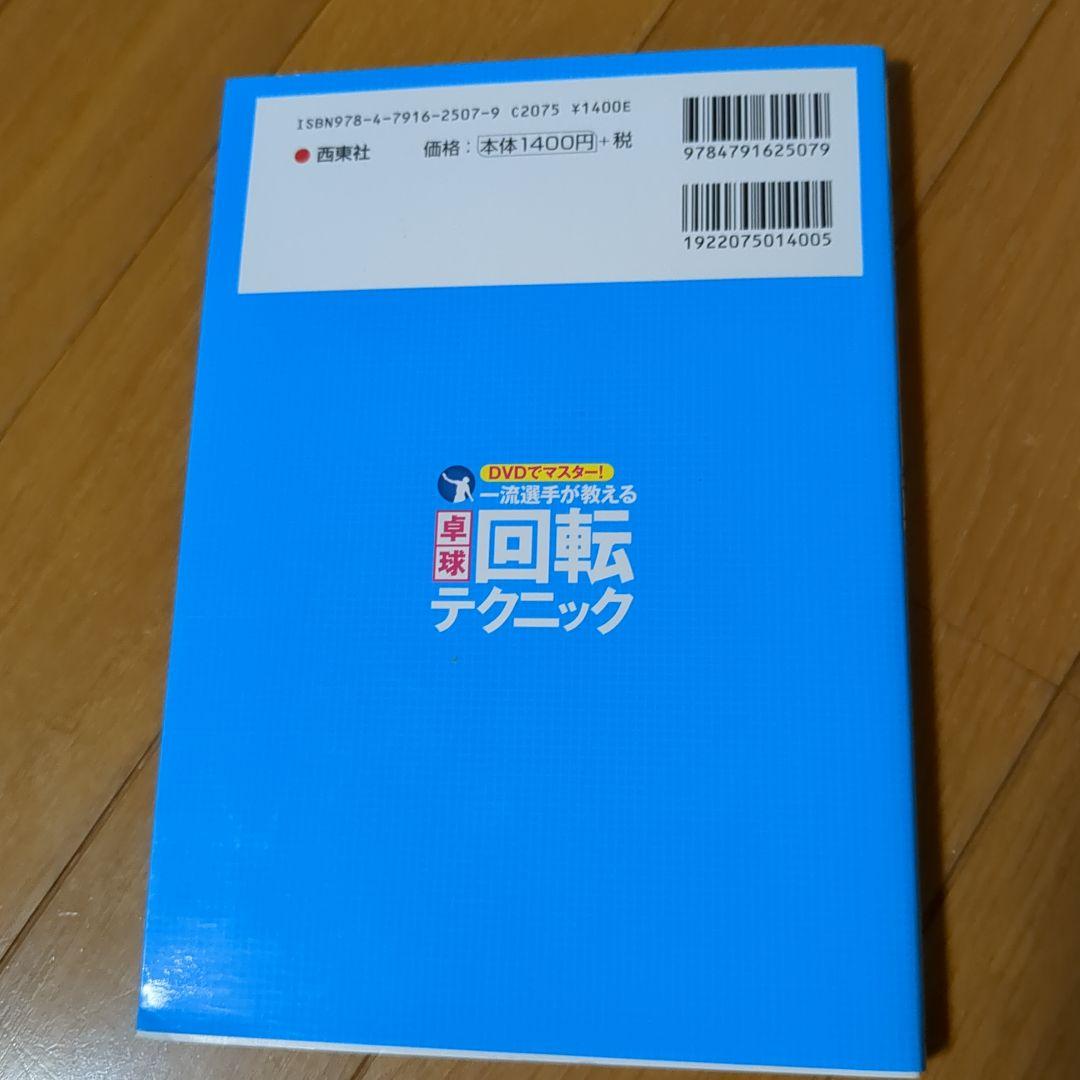 ISBN978-4-7916-2507-9 C2075 ¥1400E
西東社 価格:本体1400円+税
9784791625079
1922075014005
DVDでマスター!
一流選手が教える
卓球
回転
テクニック